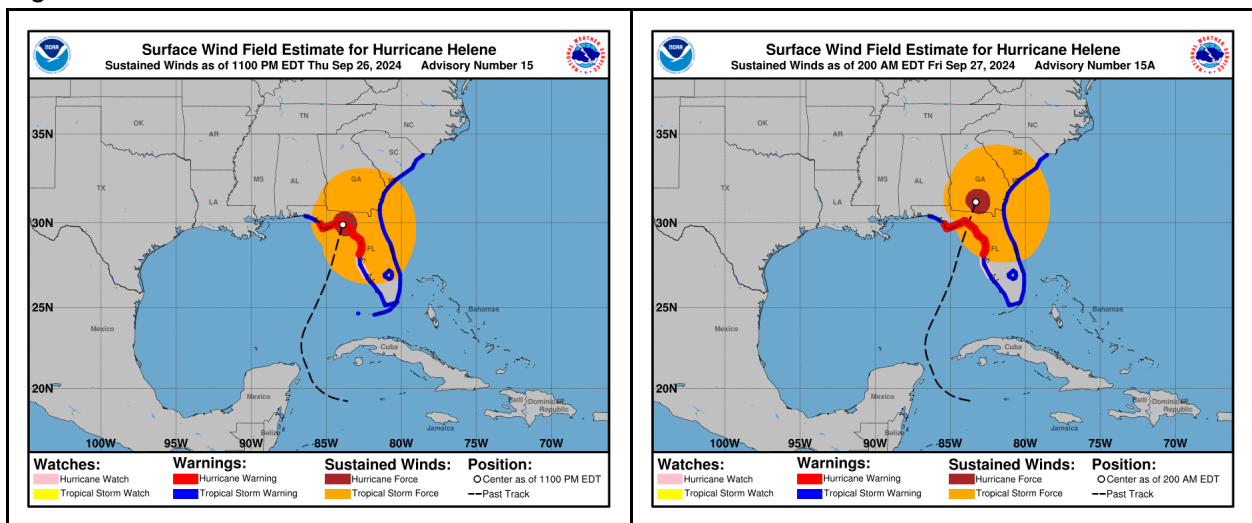 Surface Wind Field Estimate for Hurricane Helene
Sustained Winds as of 1100 PM EDT Thu Sep 26, 2024 Advisory Number 15
NOAA
NATIONAL WEATHER SERVICE
35N
30N
25N
20N
OK
AR
TN
NC
SC
TX
LA
MS
AL
GA
FL
Mexico
Bahamas
Cuba
Mexico
Belize
Jamaica
Haiti
Dominican
Republic
100W 95W 90W 85W 80W 75W 70W
Watches: Warnings: Sustained Winds: Position:
Hurricane Watch Hurricane Warning Hurricane Force Center as of 1100 PM EDT
Tropical Storm Watch Tropical Storm Warning Tropical Storm Force Past Track
Surface Wind Field Estimate for Hurricane Helene
Sustained Winds as of 200 AM EDT Fri Sep 27, 2024 Advisory Number 15A
NOAA
NATIONAL WEATHER SERVICE
35N
30N
25N
20N
OK
AR
TN
NC
SC
TX
LA
MS
AL
GA
FL
Mexico
Bahamas
Cuba
Mexico
Belize
Jamaica
Haiti
Dominican
Republic
100W 95W 90W 85W 80W 75W 70W
Watches: Warnings: Sustained Winds: Position:
Hurricane Watch Hurricane Warning Hurricane Force Center as of 200 AM EDT
Tropical Storm Watch Tropical Storm Warning Tropical Storm Force Past Track